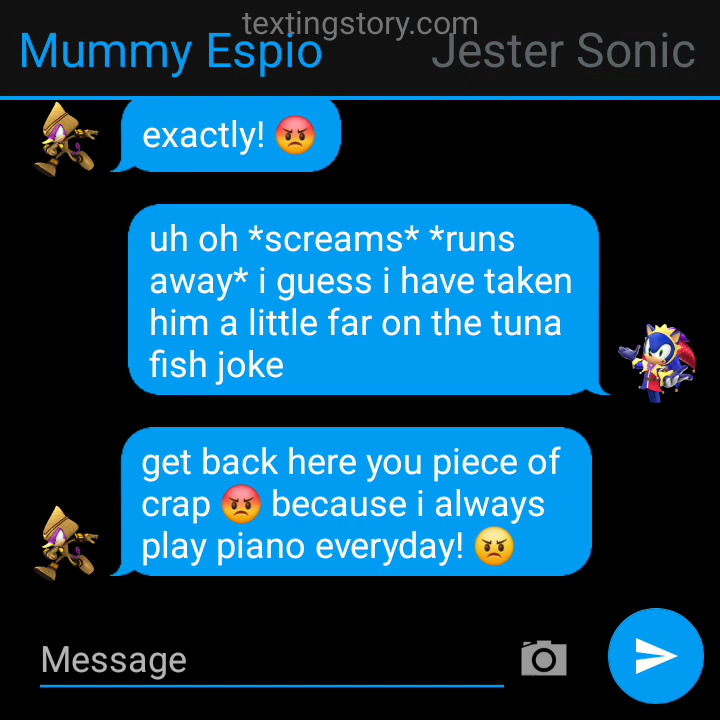 textingstory.com
Mummy Espio
Jester Sonic
exactly! 😡
uh oh *screams* *runs
away* i guess i have taken
him a little far on the tuna
fish joke
get back here you piece of
crap 😡 because i always
play piano everyday! 😠
Message